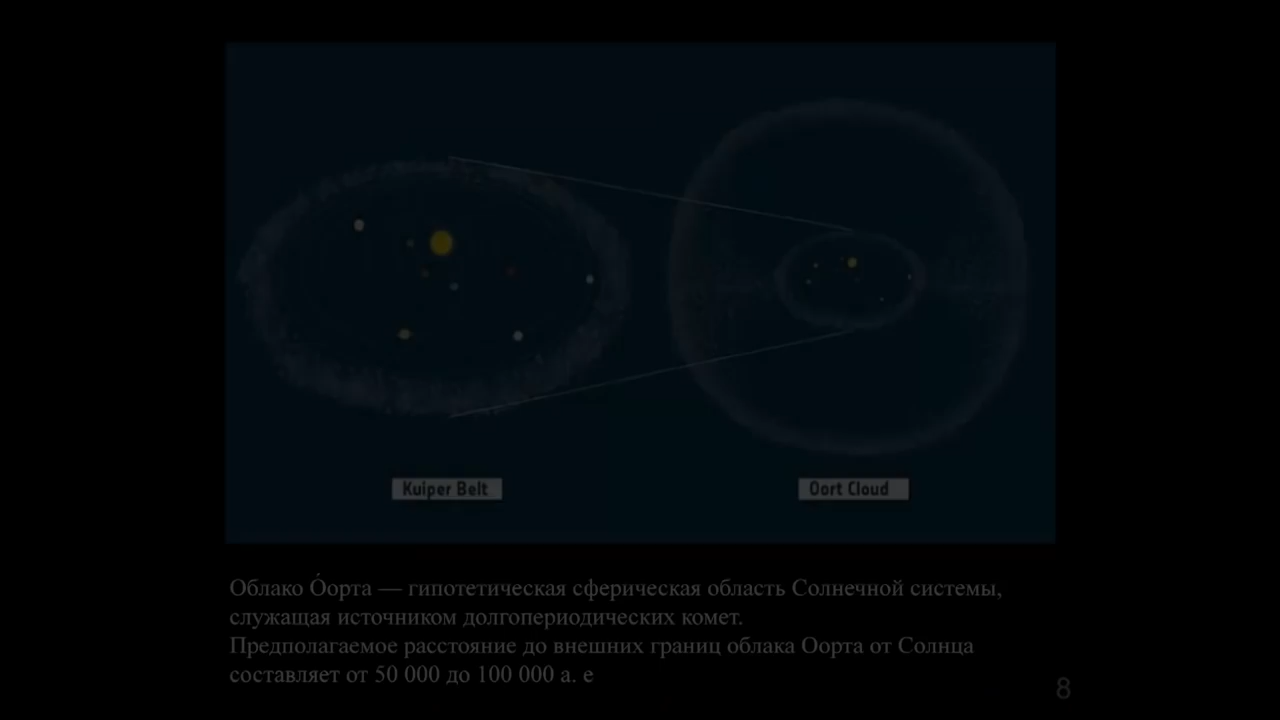 Kuiper Belt
Oort Cloud
Облако О́орта — гипотетическая сферическая область Солнечной системы,
служащая источником долгопериодических комет.
Предполагаемое расстояние до внешних границ облака Оорта от Солнца
составляет от 50 000 до 100 000 а. е
8